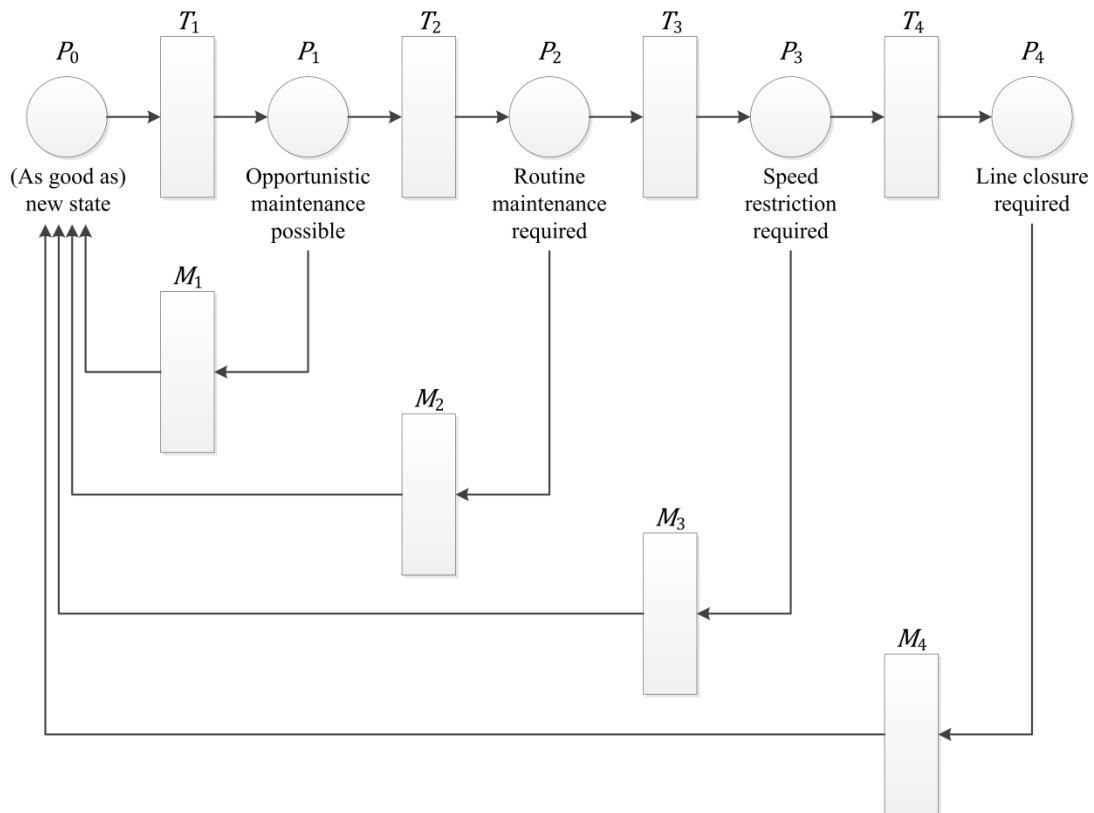 T1
T2
T3
T4
P0
P1
P2
P3
P4
(As good as)
new state
Opportunistic
maintenance
possible
Routine
maintenance
required
Speed
restriction
required
Line closure
required
M1
M2
M3
M4